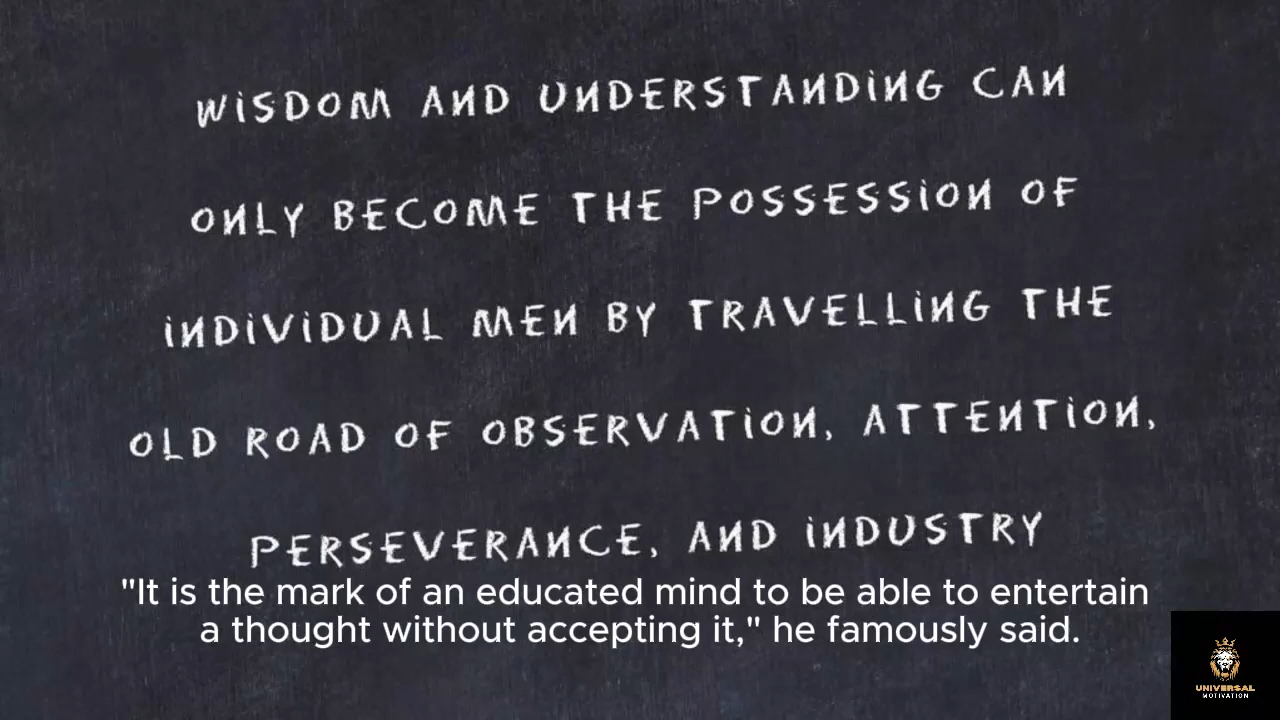 WiSDOM AND UNDERSTANDiNG CAN
ONLY BECOME THE POSSESSiON OF
iNDiViDUAL MEN BY TRAVELLiNG THE
OLD ROAD OF OBSERVATiON, ATTENTiON,
PERSEVERANCE, AND iNDUSTRY
"It is the mark of an educated mind to be able to entertain
a thought without accepting it," he famously said.
UNIVERSAL
MOTIVATION